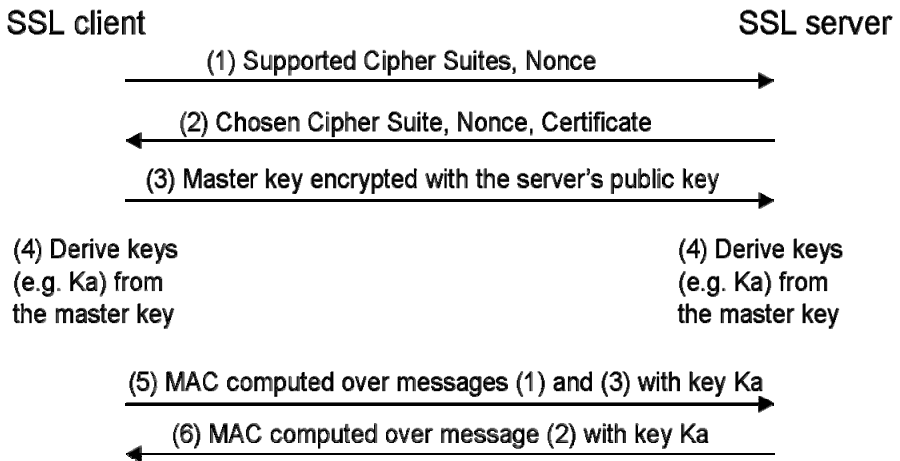 SSL client
SSL server
(1) Supported Cipher Suites, Nonce
(2) Chosen Cipher Suite, Nonce, Certificate
(3) Master key encrypted with the server's public key
(4) Derive keys
(e.g. Ka) from
the master key
(4) Derive keys
(e.g. Ka) from
the master key
(5) MAC computed over messages (1) and (3) with key Ka
(6) MAC computed over message (2) with key Ka